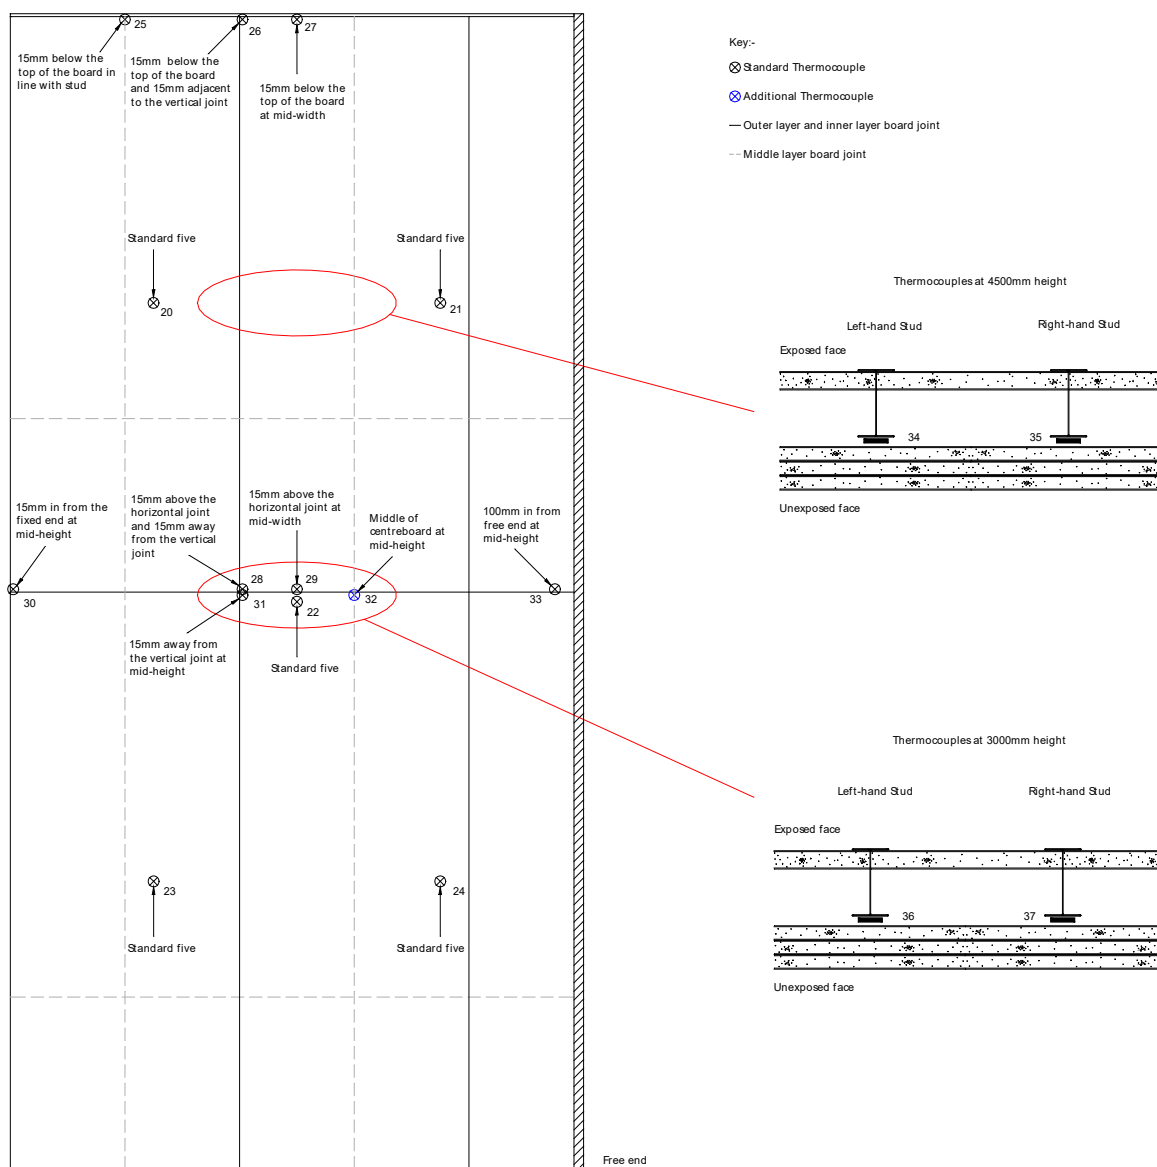 25
26
27
15mm below the
top of the board in
line with stud
15mm below the
top of the board
and 15mm adjacent
to the vertical joint
15mm below the
top of the board
at mid-width
Key:-
Standard Thermocouple
Additional Thermocouple
Outer layer and inner layer board joint
Middle layer board joint
Standard five
Standard five
20
21
Thermocouples at 4500mm height
Left-hand Stud
Right-hand Stud
Exposed face
34
35
Unexposed face
15mm in from the
fixed end at
mid-height
15mm above the
horizontal joint
and 15mm away
from the vertical
joint
15mm above the
horizontal joint at
mid-width
Middle of
centreboard at
mid-height
100mm in from
free end at
mid-height
28
29
30
31
22
32
33
15mm away from
the vertical joint at
mid-height
Standard five
Thermocouples at 3000mm height
Left-hand Stud
Right-hand Stud
Exposed face
36
37
Unexposed face
23
24
Standard five
Standard five
Free end